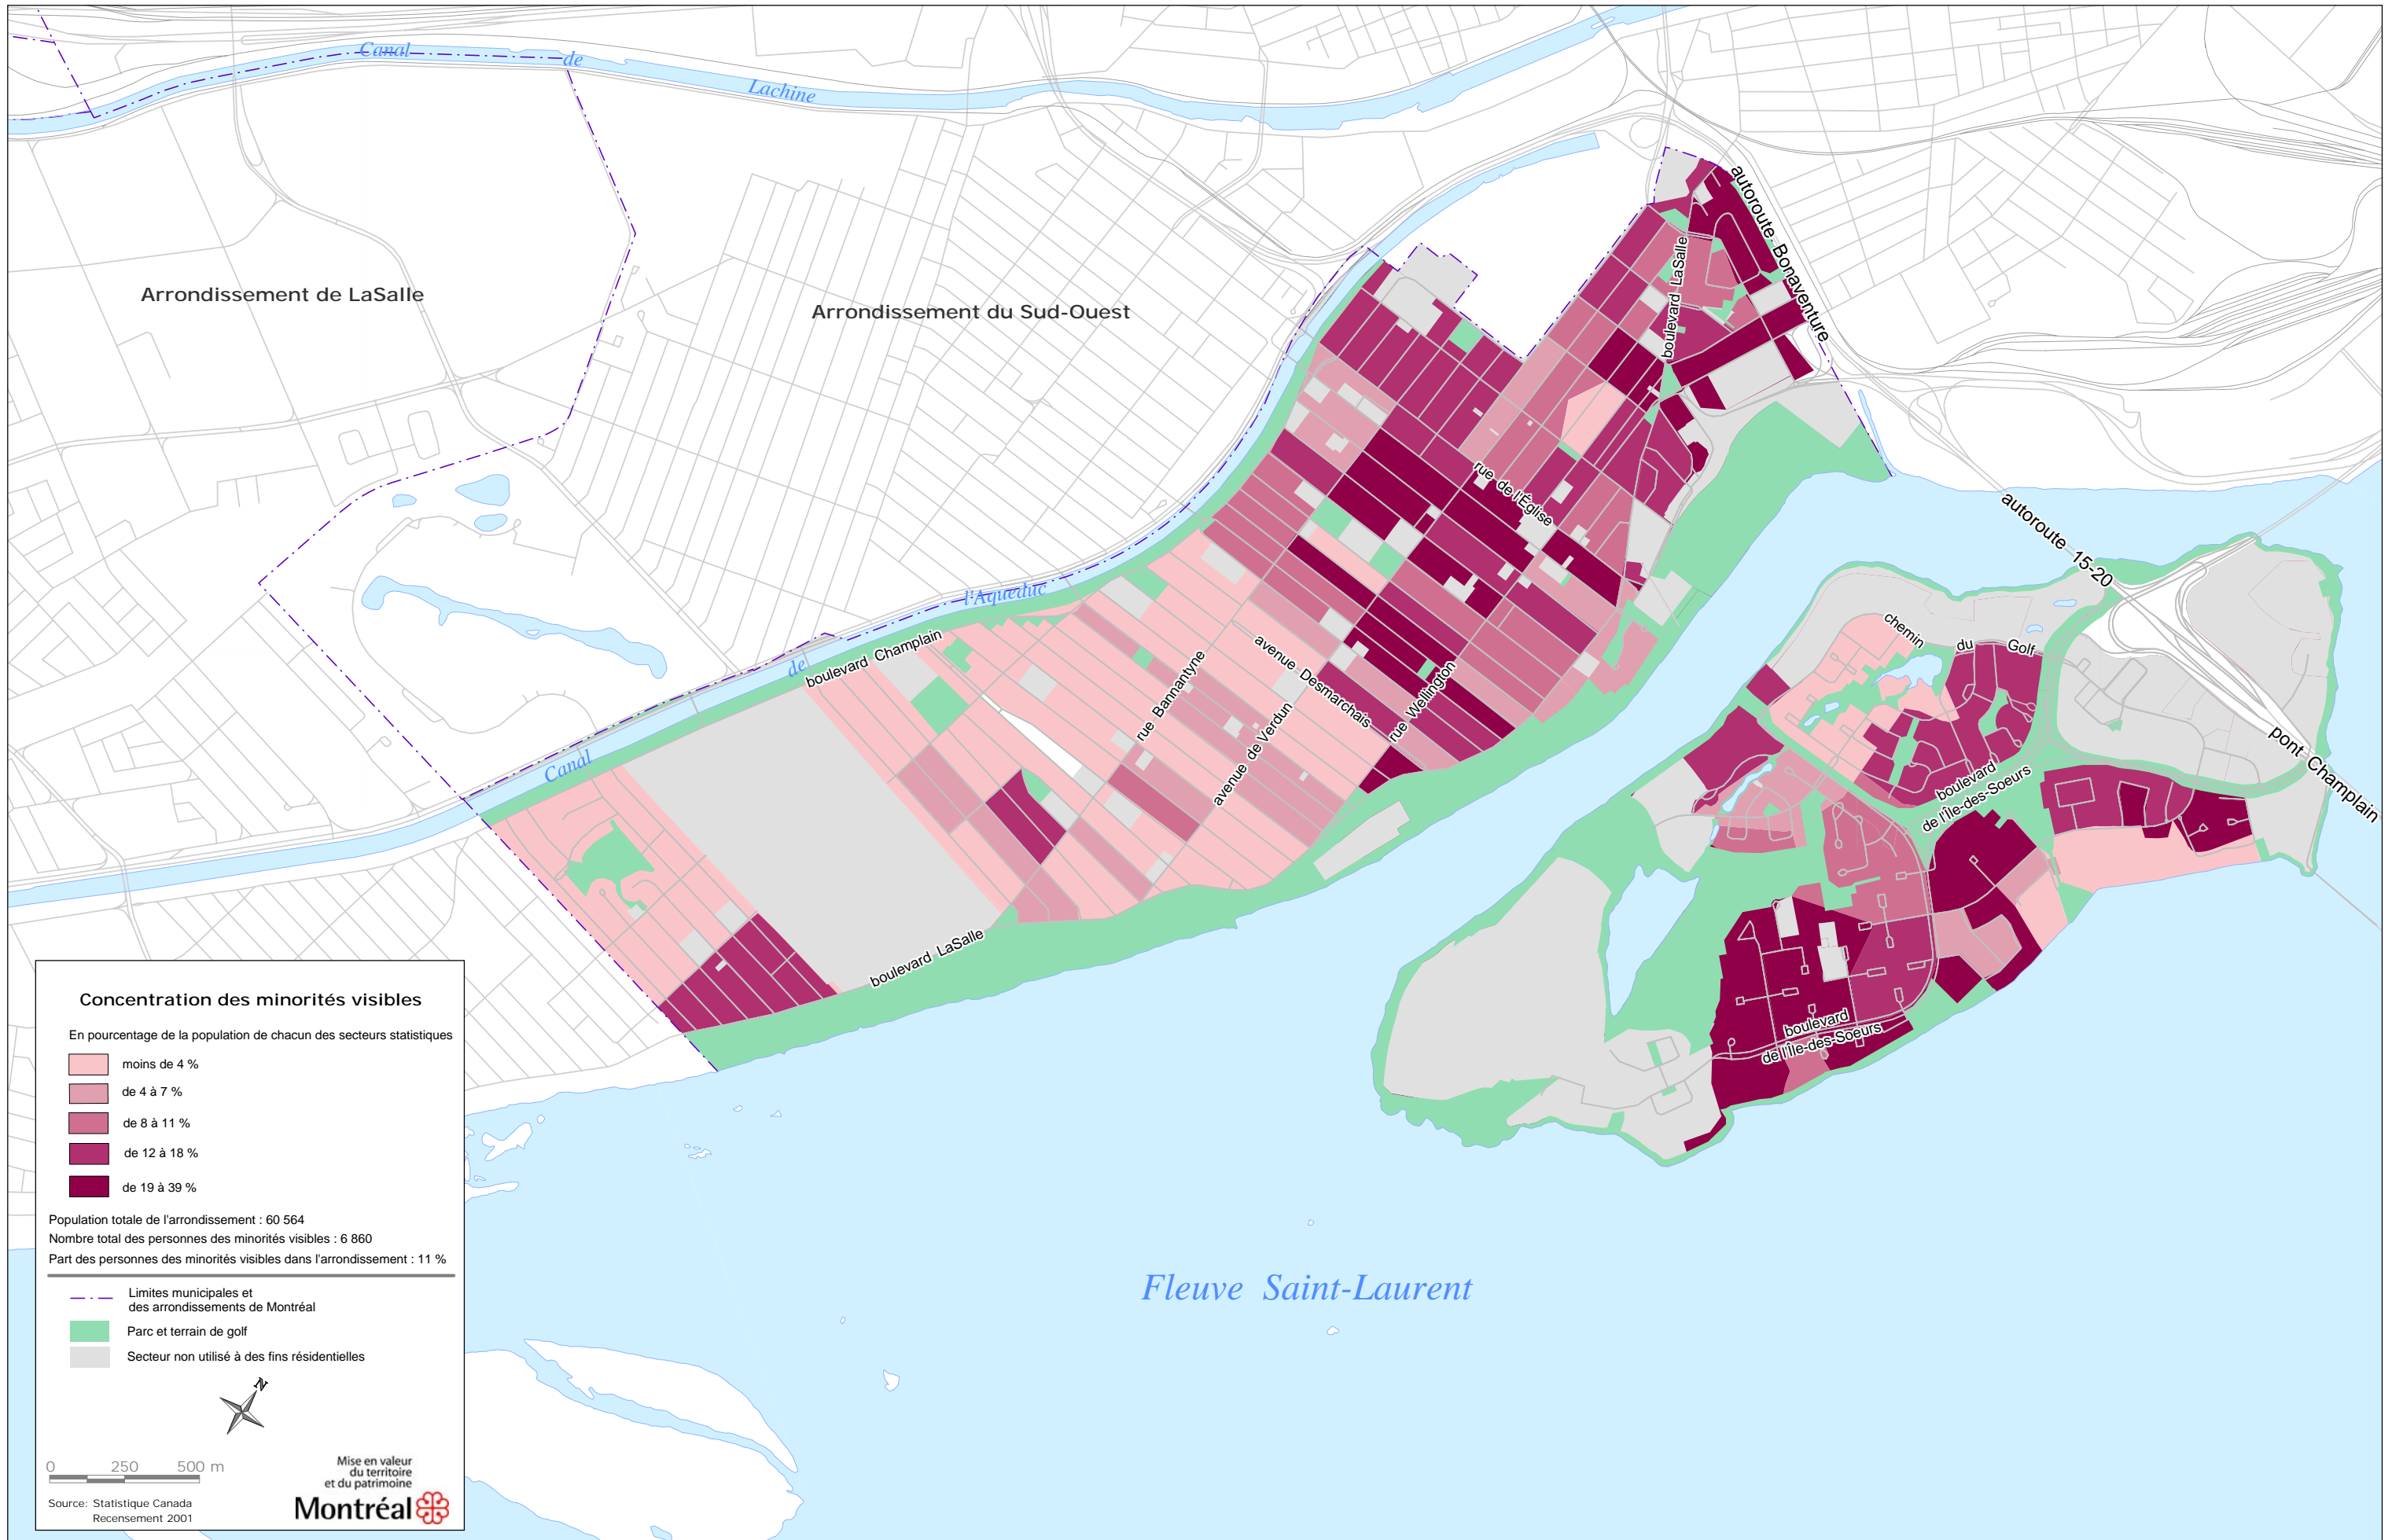 Canal de Lachine
Arrondissement de LaSalle
Arrondissement du Sud-Ouest
autoroute Bonaventure
boulevard LaSalle
rue de l'Église
autoroute 15-20
Canal de l'Aqueduc
boulevard Champlain
rue Bannantyne
avenue Desmarchais
avenue de Verdun
rue Wellington
chemin du Golf
boulevard
de l'Île-des-Soeurs
pont Champlain
boulevard LaSalle
boulevard
de l'Île-des-Soeurs
Fleuve Saint-Laurent
Concentration des minorités visibles
En pourcentage de la population de chacun des secteurs statistiques
moins de 4 %
de 4 à 7 %
de 8 à 11 %
de 12 à 18 %
de 19 à 39 %
Population totale de l'arrondissement : 60 564
Nombre total des personnes des minorités visibles : 6 860
Part des personnes des minorités visibles dans l'arrondissement : 11 %
Limites municipales et
des arrondissements de Montréal
Parc et terrain de golf
Secteur non utilisé à des fins résidentielles
N
0 250 500 m
Source: Statistique Canada
Recensement 2001
Mise en valeur
du territoire
et du patrimoine
Montréal